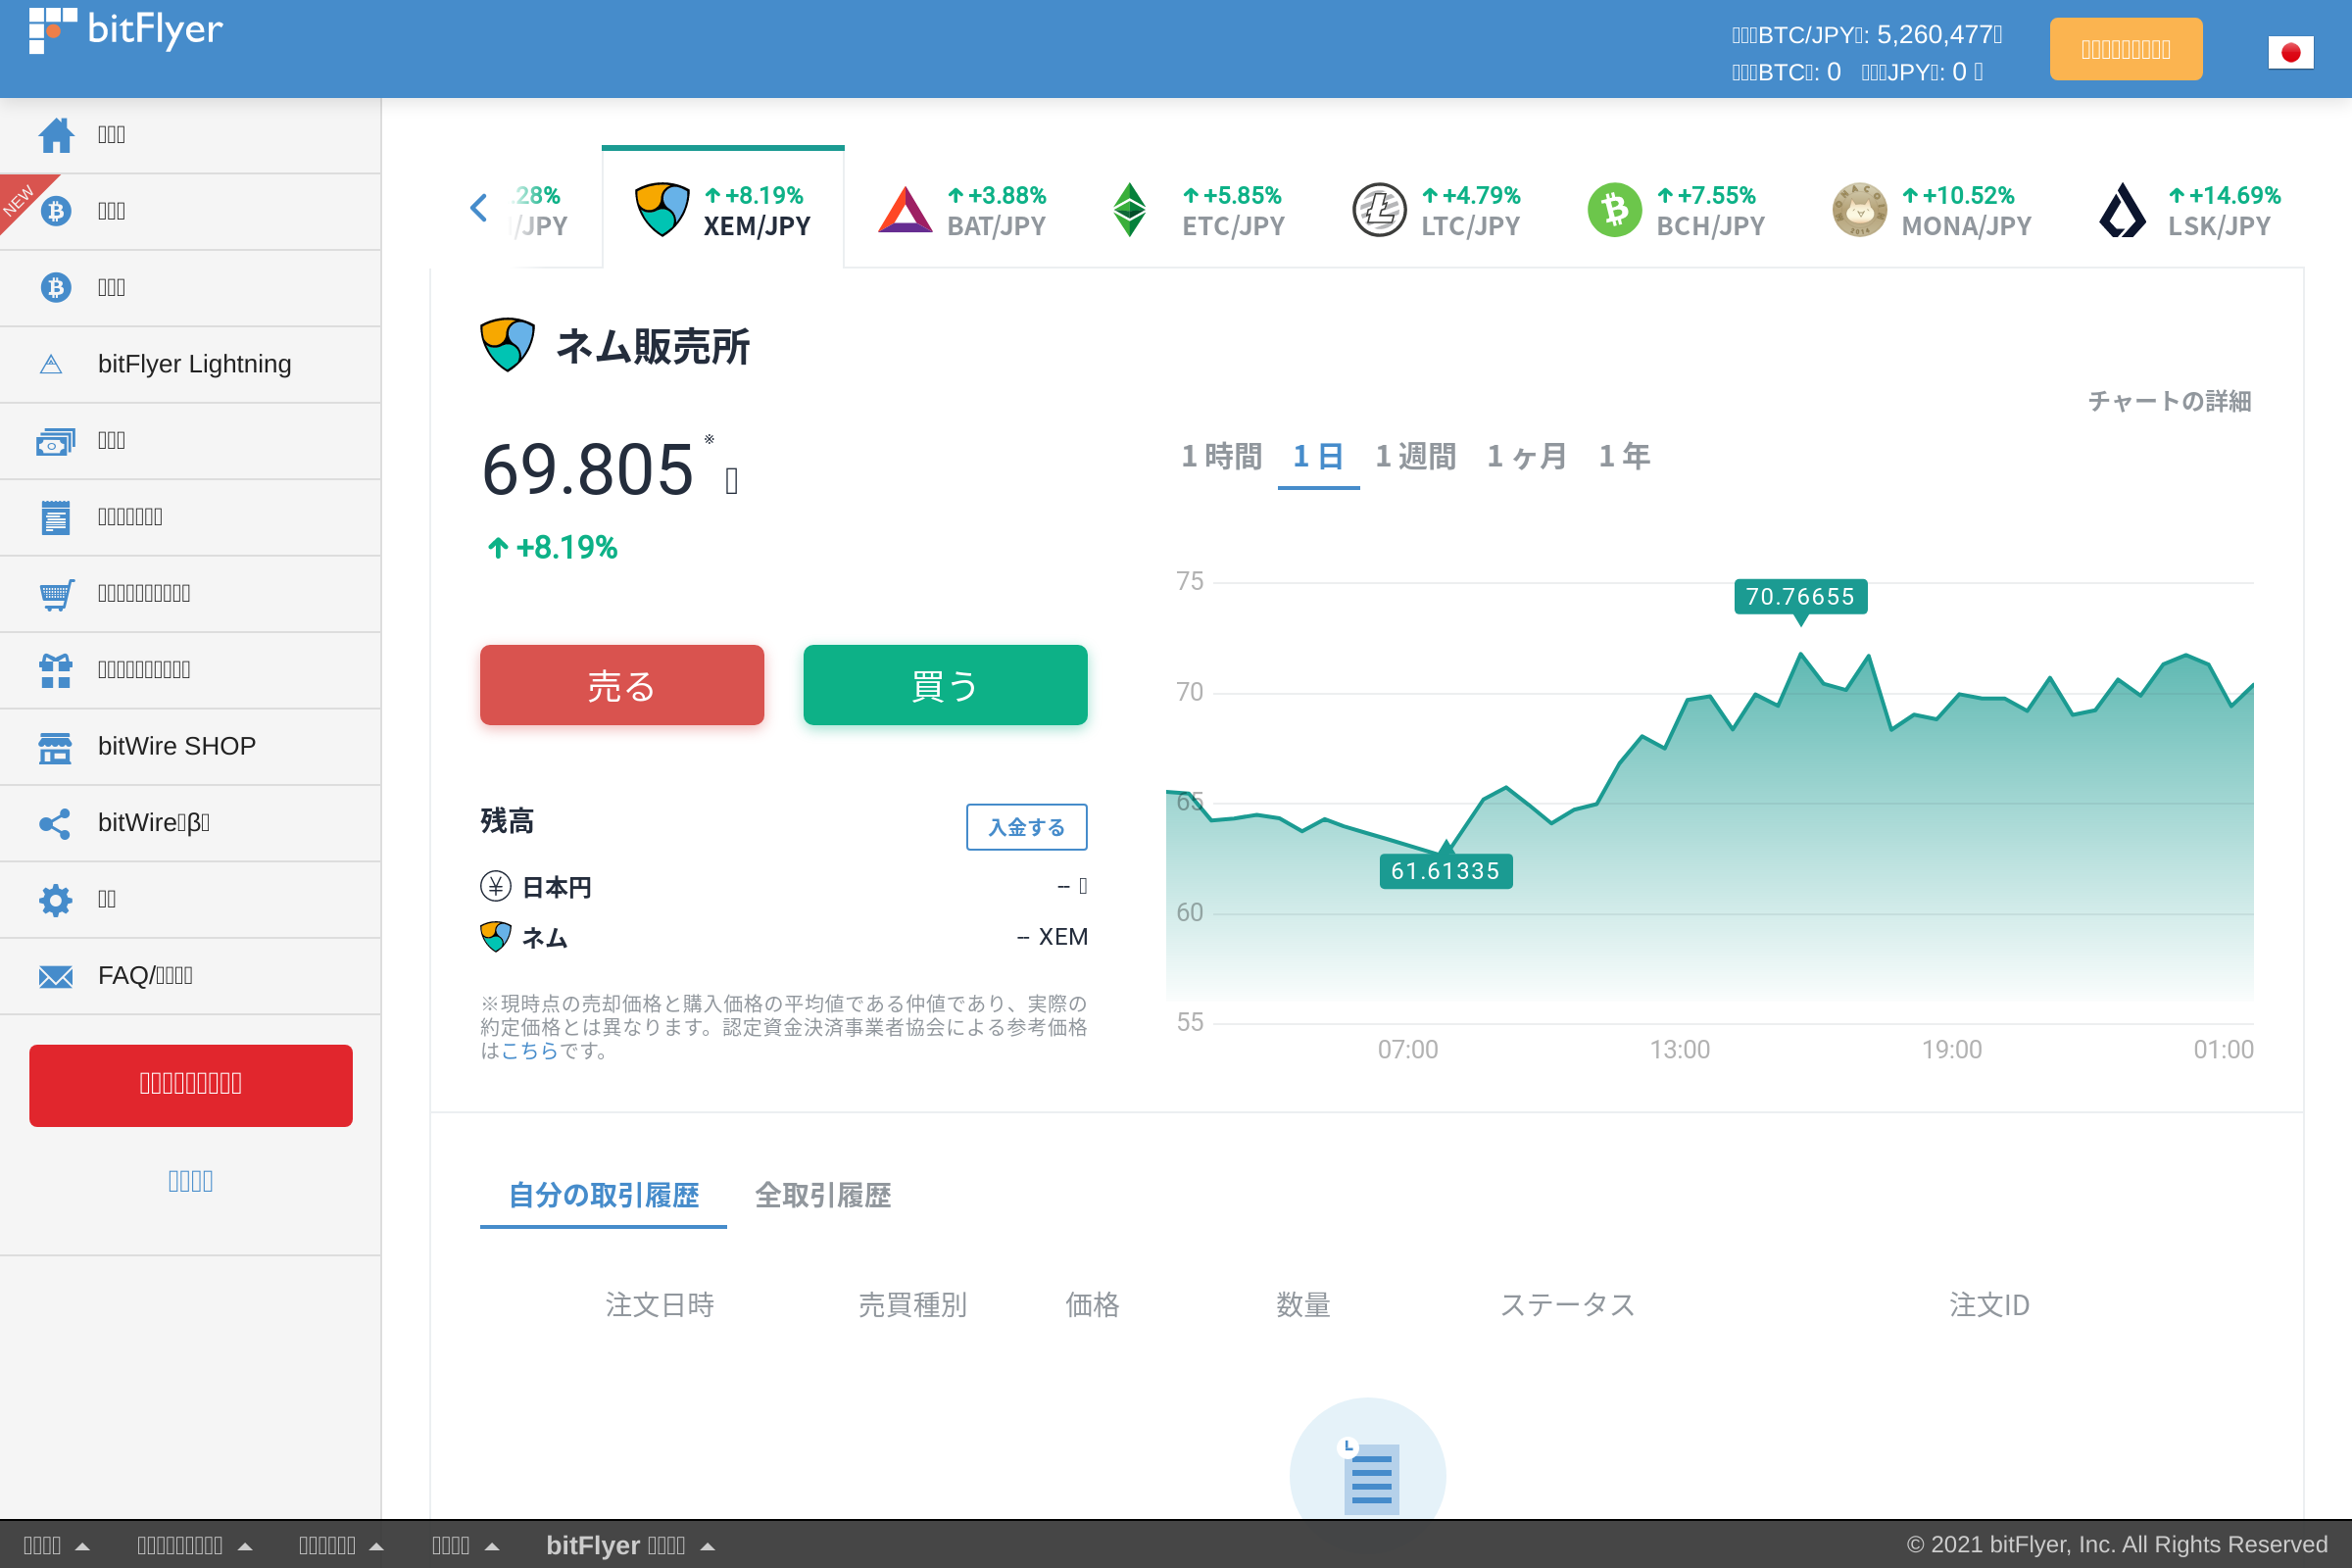 bitFlyer
BTC/JPY: 5,260,477
BTC: 0 JPY: 0
NEW
bitFlyer Lightning
bitWire SHOP
bitWire β
FAQ/
.28%
/JPY
+8.19%
XEM/JPY
+3.88%
BAT/JPY
+5.85%
ETC/JPY
+4.79%
LTC/JPY
+7.55%
BCH/JPY
+10.52%
MONA/JPY
+14.69%
LSK/JPY
ネム販売所
チャートの詳細
69.805 ※
+8.19%
1 時間 1 日 1 週間 1 ヶ月 1 年
売る 買う
残高
入金する
日本円 --
ネム -- XEM
※現時点の売却価格と購入価格の平均値である仲値であり、実際の
約定価格とは異なります。認定資金決済事業者協会による参考価格
はこちらです。
75
70
65
60
55
70.76655
61.61335
07:00 13:00 19:00 01:00
自分の取引履歴 全取引履歴
注文日時 売買種別 価格 数量 ステータス 注文ID
bitFlyer
© 2021 bitFlyer, Inc. All Rights Reserved